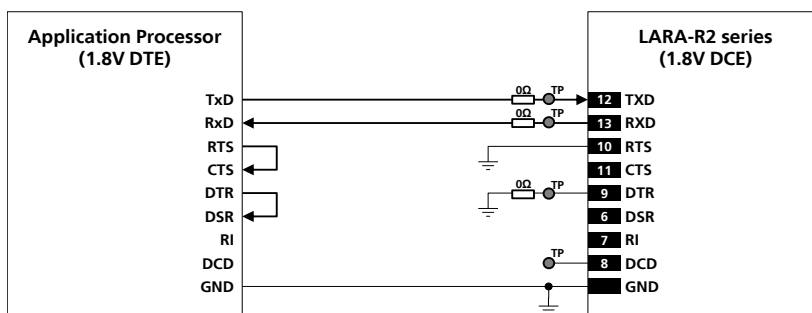 Application Processor
(1.8V DTE)
LARA-R2 series
(1.8V DCE)
TxD 0Ω TP 12 TXD
RxD 0Ω TP 13 RXD
RTS 10 RTS
CTS 11 CTS
DTR 0Ω TP 9 DTR
DSR 6 DSR
RI 7 RI
DCD TP 8 DCD
GND GND